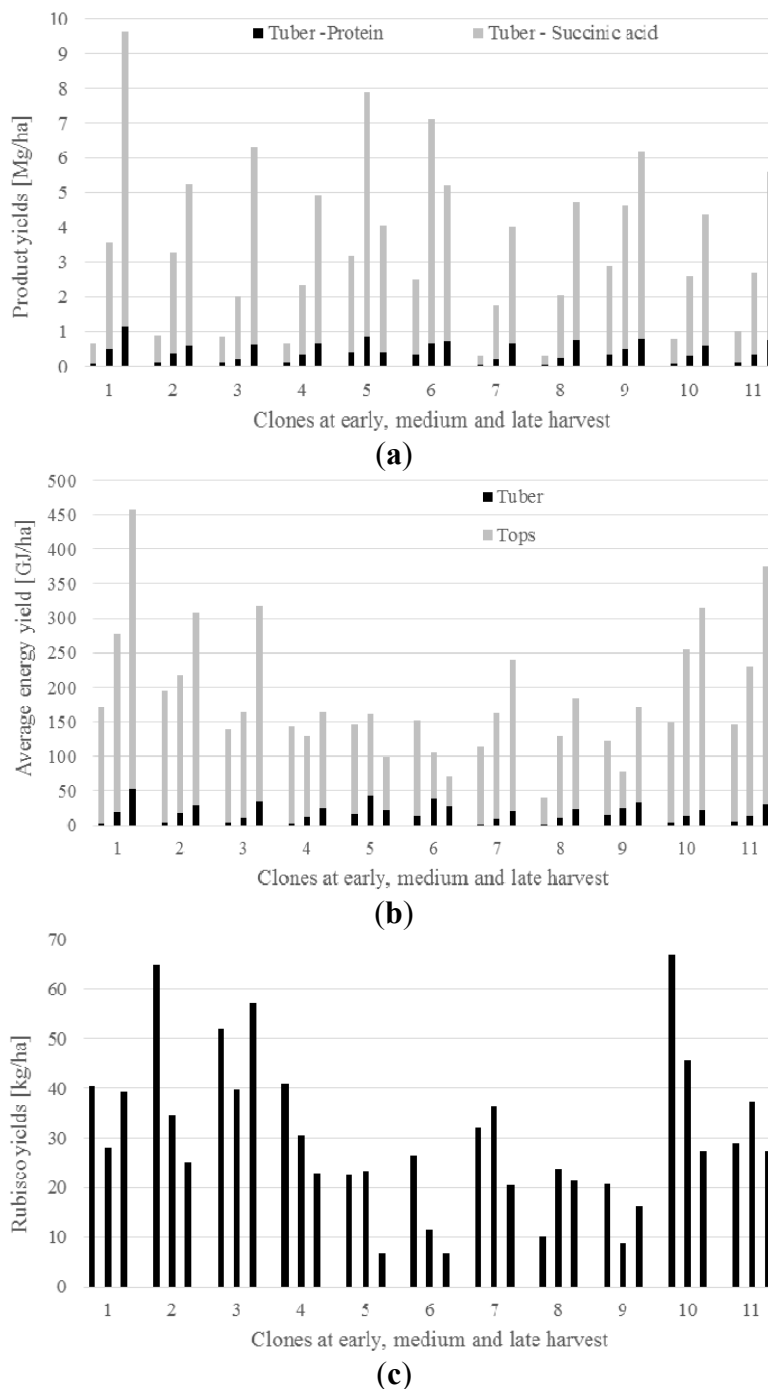 10
Tuber -Protein Tuber - Succinic acid
9
8
7
6
5
4
3
2
1
0
Product yields [Mg/ha]
1 2 3 4 5 6 7 8 9 10 11
Clones at early, medium and late harvest
(a)
500
Tuber
450
Tops
400
350
300
250
200
150
100
50
0
Average energy yield [GJ/ha]
1 2 3 4 5 6 7 8 9 10 11
Clones at early, medium and late harvest
(b)
70
60
50
40
30
20
10
0
Rubisco yields [kg/ha]
1 2 3 4 5 6 7 8 9 10 11
Clones at early, medium and late harvest
(c)